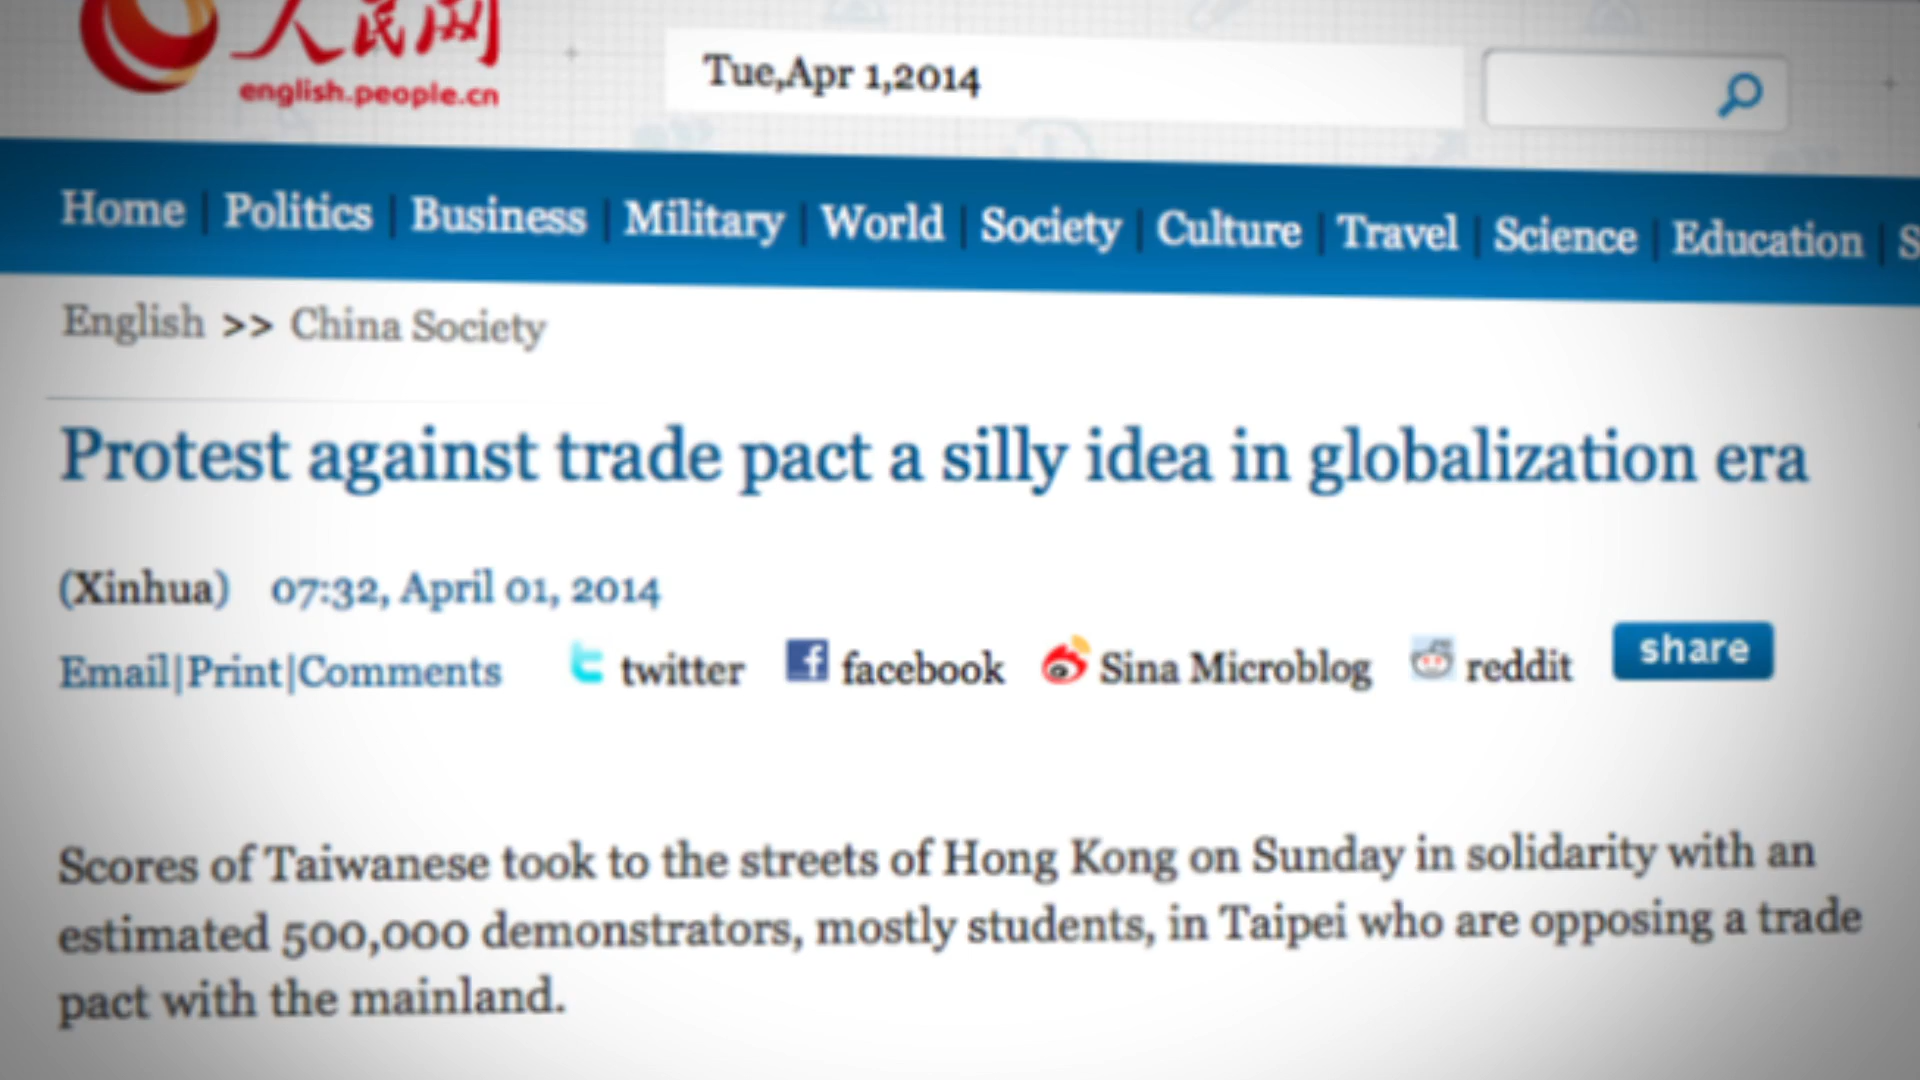 人民网
english.people.cn
Tue,Apr 1,2014
Home | Politics | Business | Military | World | Society | Culture | Travel | Science | Education | S
English >> China Society
Protest against trade pact a silly idea in globalization era
(Xinhua) 07:32, April 01, 2014
Email|Print|Comments twitter facebook Sina Microblog reddit share
Scores of Taiwanese took to the streets of Hong Kong on Sunday in solidarity with an
estimated 500,000 demonstrators, mostly students, in Taipei who are opposing a trade
pact with the mainland.